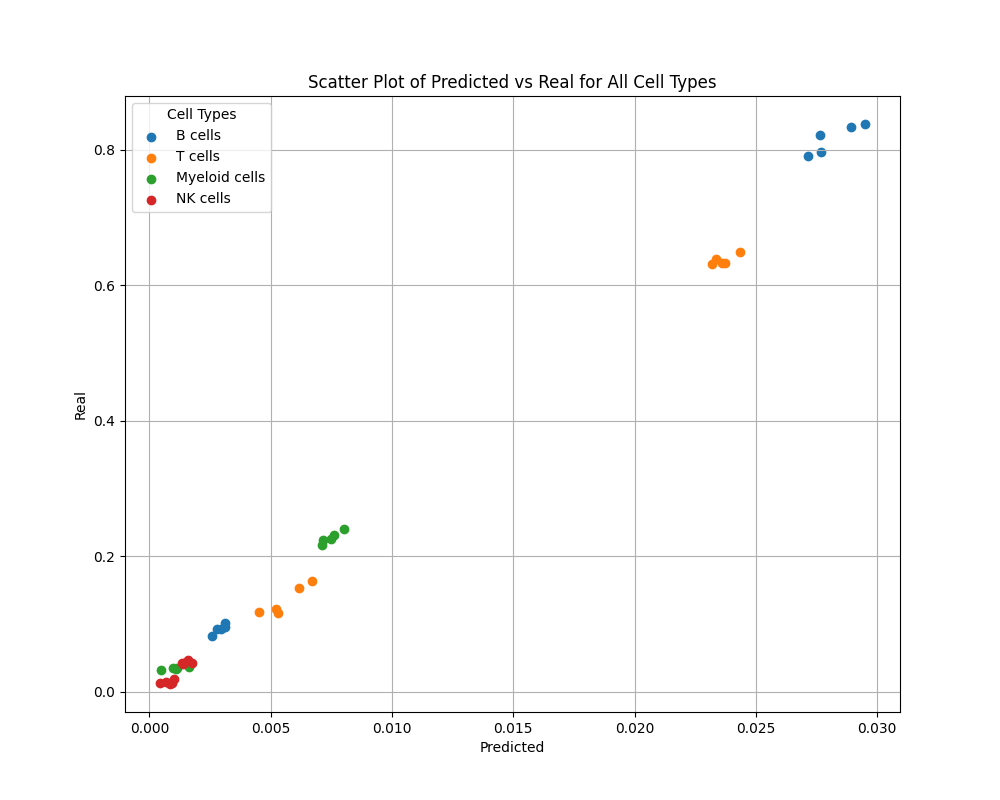 Scatter Plot of Predicted vs Real for All Cell Types
Cell Types
B cells
T cells
Myeloid cells
NK cells
0.8
0.6
0.4
0.2
0.0
Real
0.000 0.005 0.010 0.015 0.020 0.025 0.030
Predicted